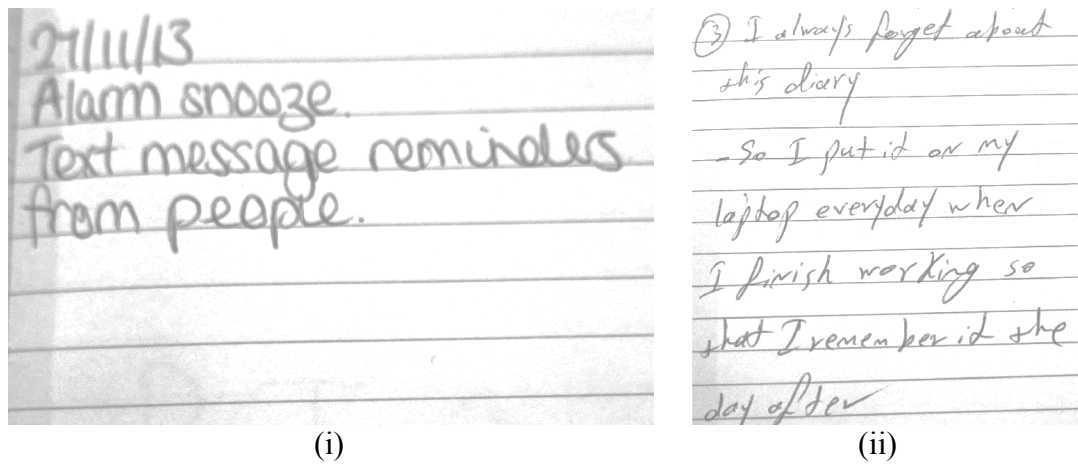 27/11/13
Alarm snooze.
Text message reminders
from people.
(i)
③ I always forget about
this diary
- So I put it on my
laptop everyday when
I finish working so
that I remember it the
day after
(ii)